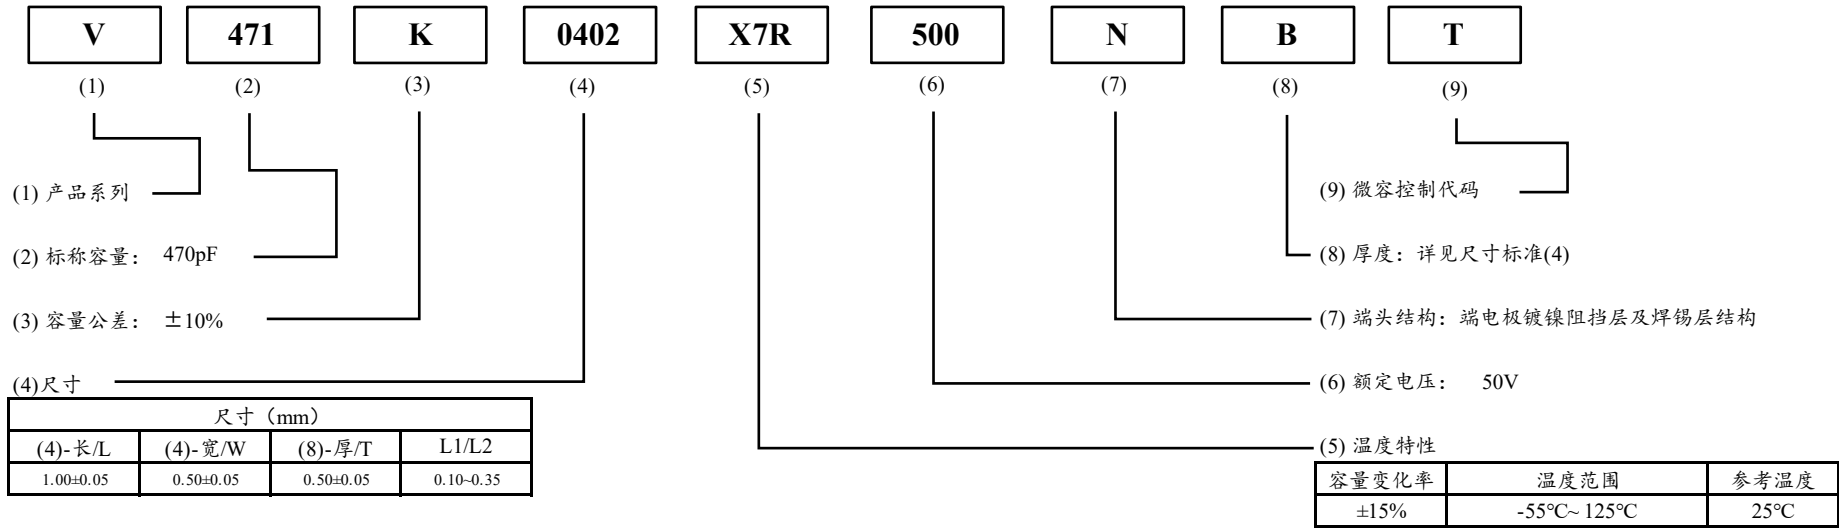 V 471 K 0402 X7R 500 N B T
(1) (2) (3) (4) (5) (6) (7) (8) (9)
(1) 产品系列
(2) 标称容量： 470pF
(3) 容量公差： ±10%
(4)尺寸
尺寸（mm）
(4)-长/L (4)-宽/W (8)-厚/T L1/L2
1.00±0.05 0.50±0.05 0.50±0.05 0.10~0.35
(9) 微容控制代码
(8) 厚度：详见尺寸标准(4)
(7) 端头结构：端电极镀镍阻挡层及焊锡层结构
(6) 额定电压： 50V
(5) 温度特性
容量变化率 温度范围 参考温度
±15% -55℃~ 125℃ 25℃